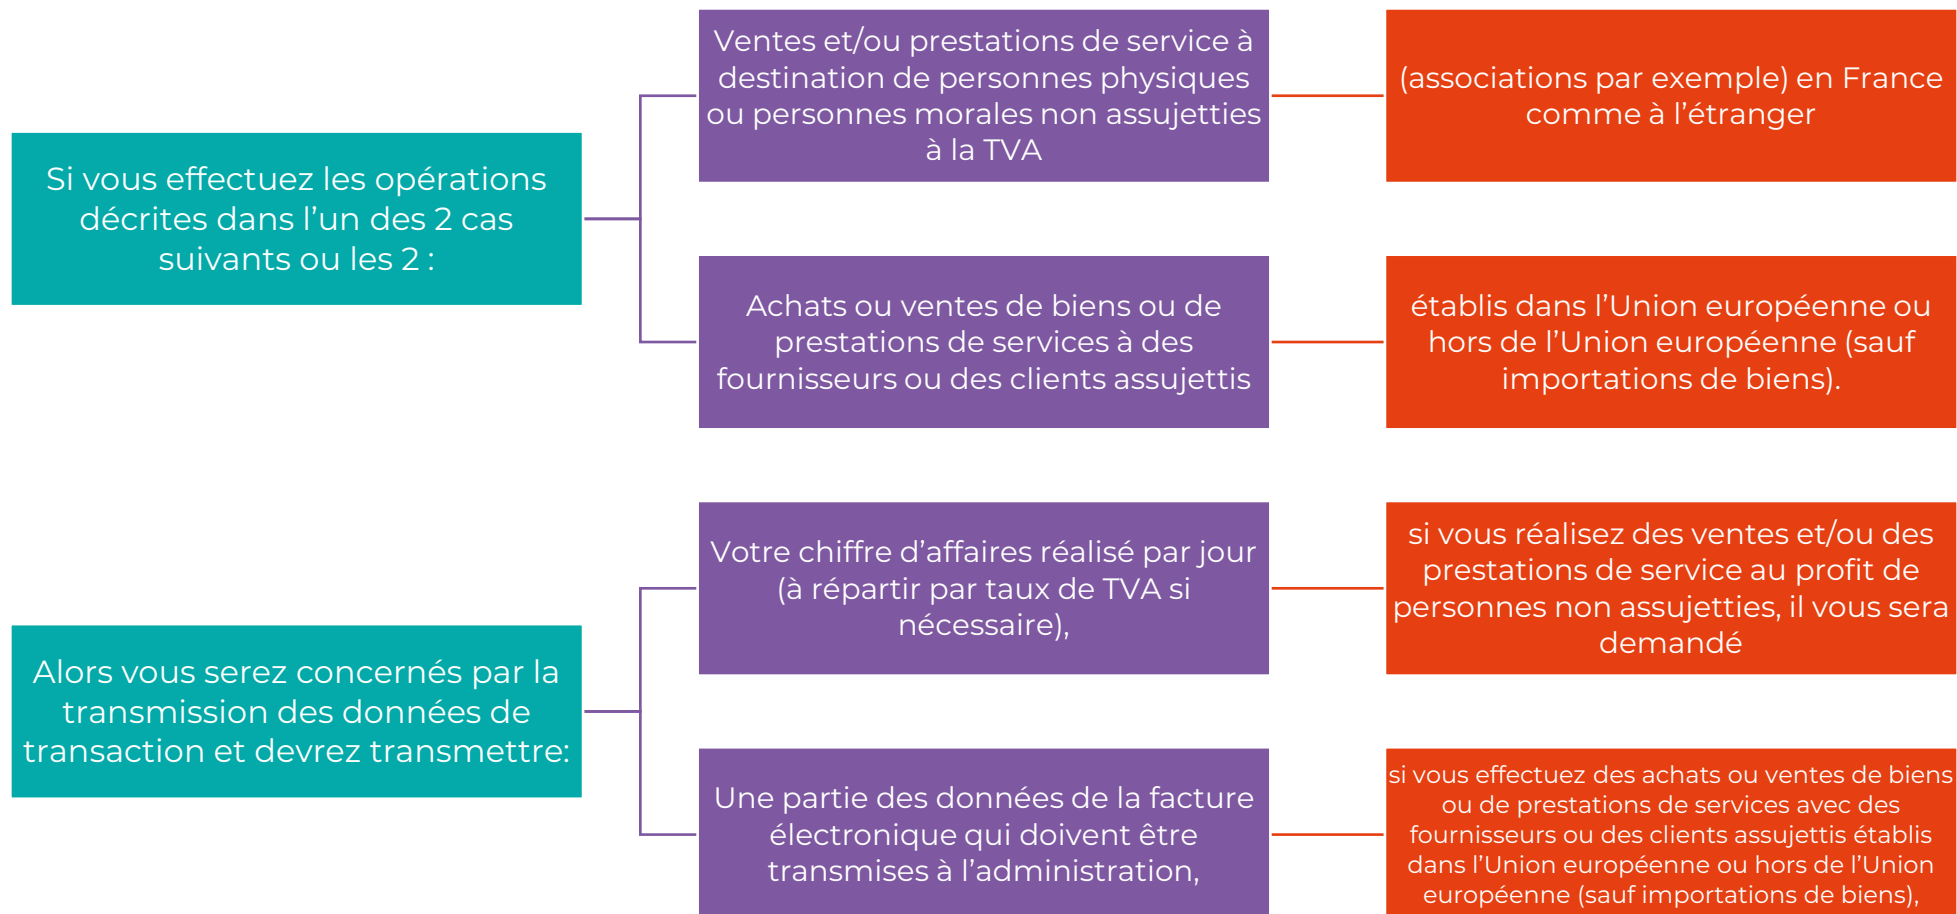 Si vous effectuez les opérations
décrites dans l’un des 2 cas
suivants ou les 2 :
Ventes et/ou prestations de service à
destination de personnes physiques
ou personnes morales non assujetties
à la TVA
(associations par exemple) en France
comme à l’étranger
Achats ou ventes de biens ou de
prestations de services à des
fournisseurs ou des clients assujettis
établis dans l’Union européenne ou
hors de l’Union européenne (sauf
importations de biens).
Alors vous serez concernés par la
transmission des données de
transaction et devrez transmettre:
Votre chiffre d’affaires réalisé par jour
(à répartir par taux de TVA si
nécessaire),
si vous réalisez des ventes et/ou des
prestations de service au profit de
personnes non assujetties, il vous sera
demandé
Une partie des données de la facture
électronique qui doivent être
transmises à l’administration,
si vous effectuez des achats ou ventes de biens
ou de prestations de services avec des
fournisseurs ou des clients assujettis établis
dans l’Union européenne ou hors de l’Union
européenne (sauf importations de biens),